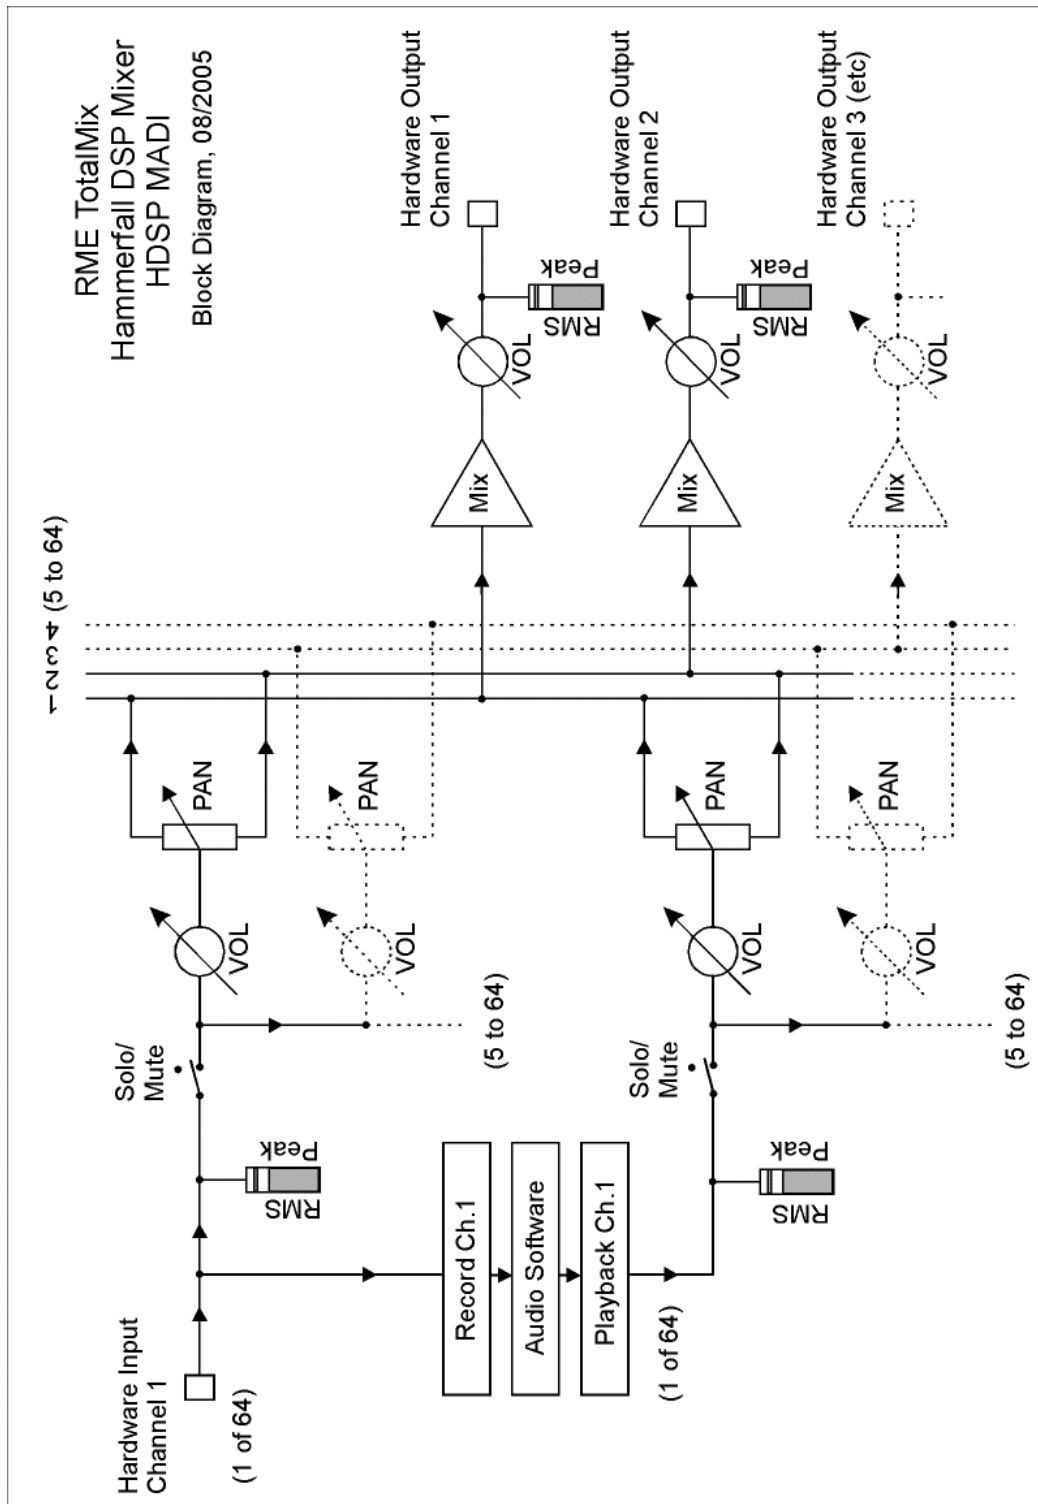 RME TotalMix
Hammerfall DSP Mixer
HDSP MADI
Block Diagram, 08/2005
Hardware Input
Channel 1
(1 of 64)
Peak
RMS
Solo/
Mute
VOL
PAN
VOL
PAN
(5 to 64)
1 2 3 4 (5 to 64)
Record Ch.1
Audio Software
Playback Ch.1
(1 of 64)
Peak
RMS
Solo/
Mute
VOL
PAN
VOL
PAN
(5 to 64)
Mix
VOL
Peak
RMS
Hardware Output
Channel 1
Mix
VOL
Peak
RMS
Hardware Output
Channel 2
Mix
VOL
Hardware Output
Channel 3 (etc)